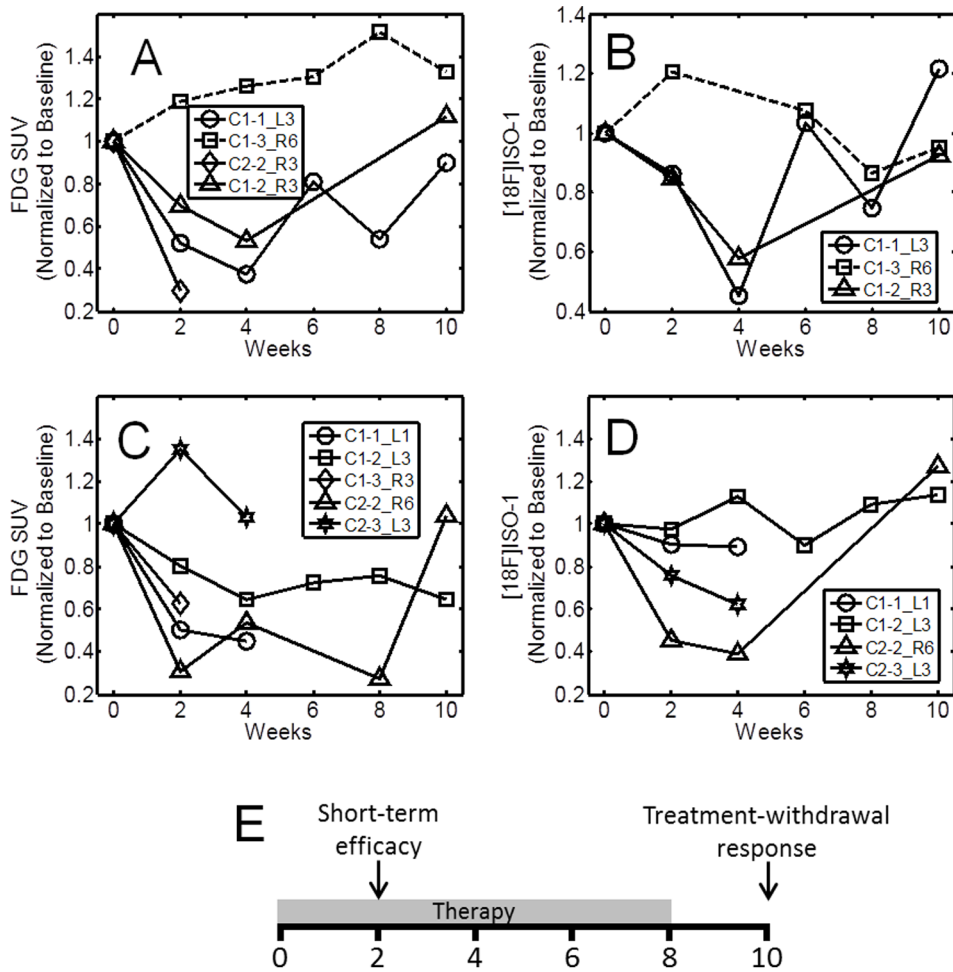 A
FDG SUV
(Normalized to Baseline)
1.4
1
0.8
0.6
0.4
0.2
C1-1_L3
C1-3_R6
C2-2_R3
C1-2_R3
0 2 4 6 8 10
Weeks
B
[18F]ISO-1
(Normalized to Baseline)
1.4
1.2
1
0.8
0.6
0.4
C1-1_L3
C1-3_R6
C1-2_R3
0 2 4 6 8 10
Weeks
C
FDG SUV
(Normalized to Baseline)
1.4
1
0.8
0.6
0.4
0.2
C1-1_L1
C1-2_L3
C1-3_R3
C2-2_R6
C2-3_L3
0 2 4 6 8 10
Weeks
D
[18F]ISO-1
(Normalized to Baseline)
1.4
1.2
1
0.8
0.6
0.4
0.2
C1-1_L1
C1-2_L3
C2-2_R6
C2-3_L3
0 2 4 6 8 10
Weeks
E
Short-term
efficacy
Treatment-withdrawal
response
Therapy
0 2 4 6 8 10